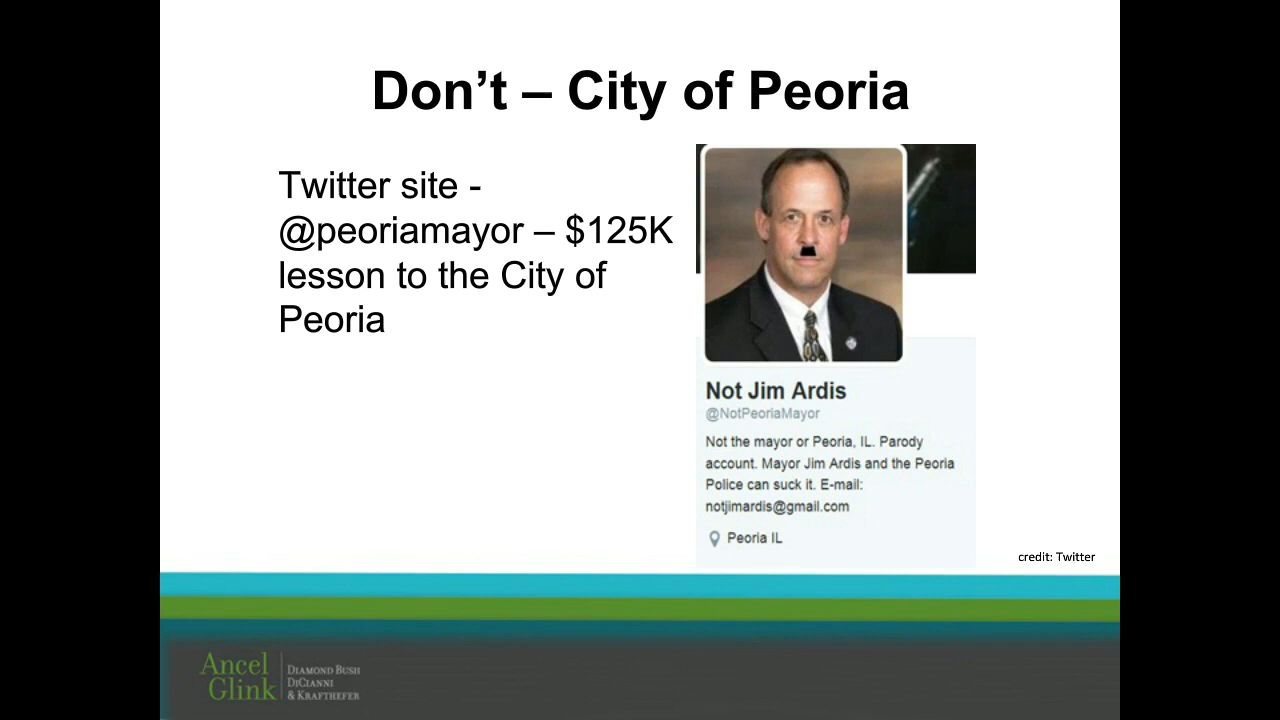 Don’t – City of Peoria
Twitter site -
@peoriamayor – $125K
lesson to the City of
Peoria
Not Jim Ardis
@NotPeoriaMayor
Not the mayor or Peoria, IL. Parody
account. Mayor Jim Ardis and the Peoria
Police can suck it. E-mail:
notjimardis@gmail.com
Peoria IL
credit: Twitter
Ancel
Glink
DIAMOND BUSH
DICIANNI
& KRAFTHEFER